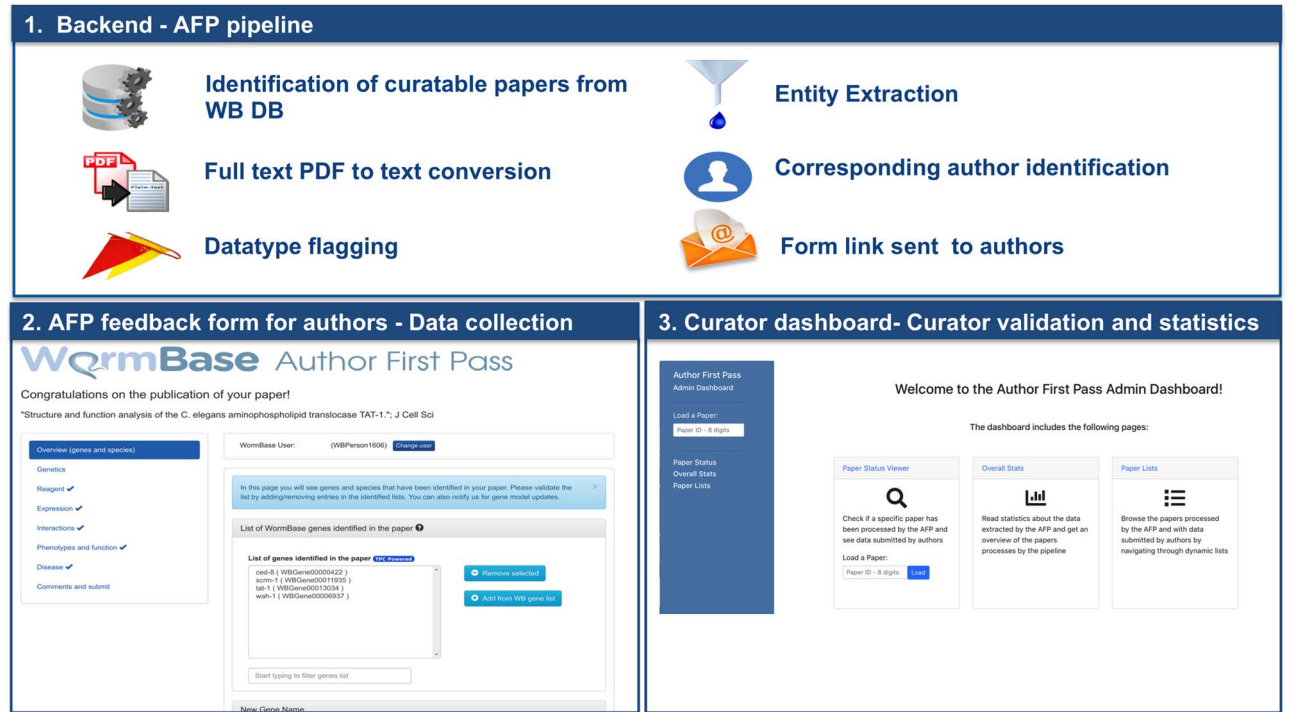 1. Backend - AFP pipeline
Identification of curatable papers from
WB DB
PDF
Plain-text
Full text PDF to text conversion
Datatype flagging
Entity Extraction
Corresponding author identification
@
Form link sent to authors
2. AFP feedback form for authors - Data collection
WormBase Author First Pass
Congratulations on the publication of your paper!
"Structure and function analysis of the C. elegans aminophospholipid translocase TAT-1."; J Cell Sci
Overview (genes and species)
Genetics
Reagent ✔
Expression ✔
Interactions ✔
Phenotypes and function ✔
Disease ✔
Comments and submit
WormBase User: (WBPerson1606) Change user
In this page you will see genes and species that have been identified in your paper. Please validate the ×
list by adding/removing entries in the identified lists. You can also notify us for gene model updates.
List of WormBase genes identified in the paper ?
List of genes identified in the paper TPC Powered
ced-8 ( WBGene00000422 )
scrm-1 ( WBGene00011935 )
tat-1 ( WBGene00013034 )
wah-1 ( WBGene00006937 )
Remove selected
Add from WB gene list
Start typing to filter genes list
New Gene Name
3. Curator dashboard- Curator validation and statistics
Author First Pass
Admin Dashboard
Load a Paper:
Paper ID - 8 digits
Paper Status
Overall Stats
Paper Lists
Welcome to the Author First Pass Admin Dashboard!
The dashboard includes the following pages:
Paper Status Viewer
Check if a specific paper has
been processed by the AFP and
see data submitted by authors
Load a Paper:
Paper ID - 8 digits Load
Overall Stats
Read statistics about the data
extracted by the AFP and get an
overview of the papers
processes by the pipeline
Paper Lists
Browse the papers processed
by the AFP and with data
submitted by authors by
navigating through dynamic lists